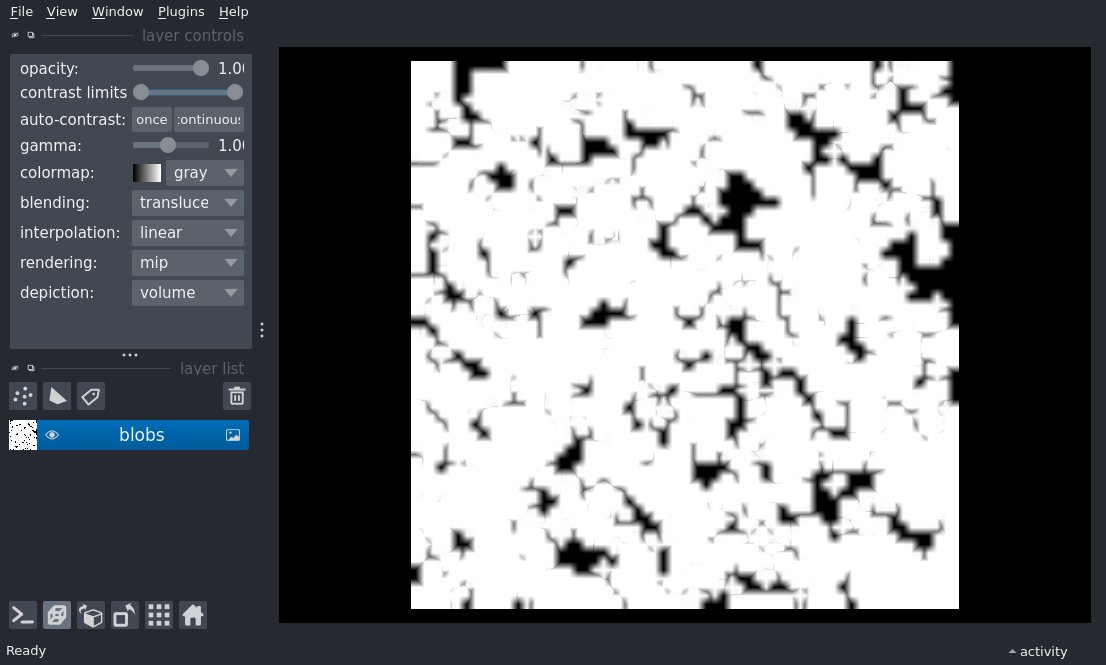 File View Window Plugins Help
layer controls
opacity: 1.0
contrast limits
auto-contrast: once continuous
gamma: 1.0
colormap: gray
blending: transluce
interpolation: linear
rendering: mip
depiction: volume
layer list
blobs
Ready
activity